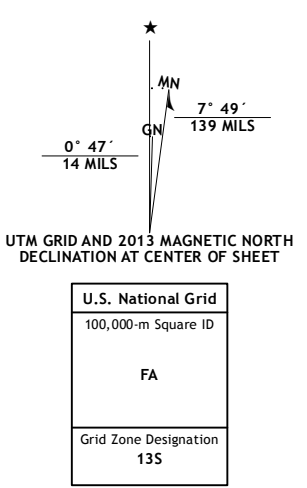 ★
MN
GN
7° 49´
139 MILS
0° 47´
14 MILS
UTM GRID AND 2013 MAGNETIC NORTH
DECLINATION AT CENTER OF SHEET
U.S. National Grid
100,000-m Square ID
FA
Grid Zone Designation
13S